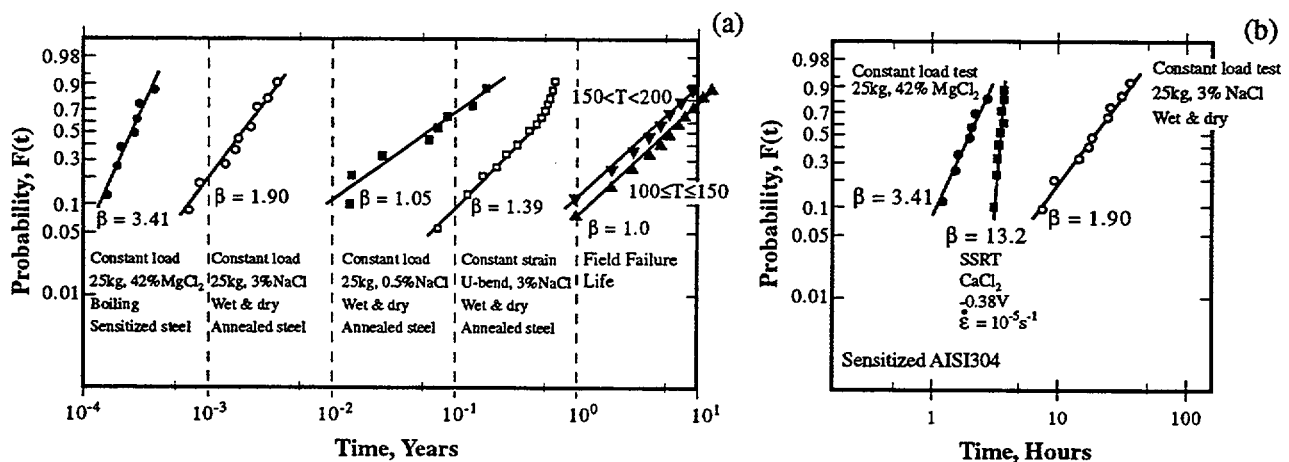 (a)
Probability, F(t)
0.98
0.9
0.7
0.5
0.3
0.1
0.05
0.01
150<T<200
100≤T≤150
β = 3.41
β = 1.90
β = 1.05
β = 1.39
β = 1.0
Constant load
25kg, 42%MgCl₂
Boiling
Sensitized steel
Constant load
25kg, 3%NaCl
Wet & dry
Annealed steel
Constant load
25kg, 0.5%NaCl
Wet & dry
Annealed steel
Constant strain
U-bend, 3%NaCl
Wet & dry
Annealed steel
Field Failure
Life
10⁻⁴
10⁻³
10⁻²
10⁻¹
10⁰
10¹
Time, Years
(b)
Probability, F(t)
0.98
0.9
0.7
0.5
0.3
0.1
0.05
0.01
Constant load test
25kg, 42% MgCl₂
Constant load test
25kg, 3% NaCl
Wet & dry
β = 3.41
β = 13.2
SSRT
CaCl₂
-0.38V
ε̇ = 10⁻⁵s⁻¹
β = 1.90
Sensitized AISI304
1
10
100
Time, Hours